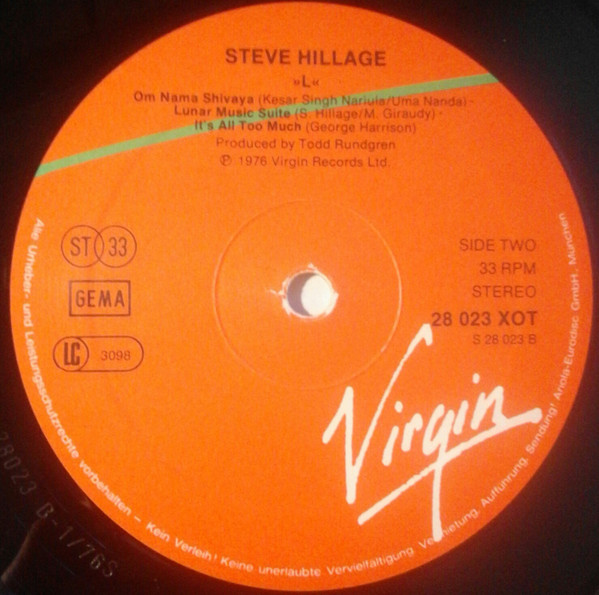 STEVE HILLAGE
»L«
Om Nama Shivaya (Kesar Singh Nariula/Uma Nanda) ·
Lunar Music Suite (S. Hillage/M. Giraudy) ·
It's All Too Much (George Harrison)
Produced by Todd Rundgren
℗ 1976 Virgin Records Ltd.
ST 33
GEMA
LC 3098
SIDE TWO
33 RPM
STEREO
28 023 XOT
S 28 023 B
Virgin
Alle Urheber- und Leistungsschutzrechte vorbehalten – Kein Verleih! Keine unerlaubte Vervielfältigung, Vermietung, Aufführung, Sendung! Ariola-Eurodisc GmbH, München
28023 B-1/76S